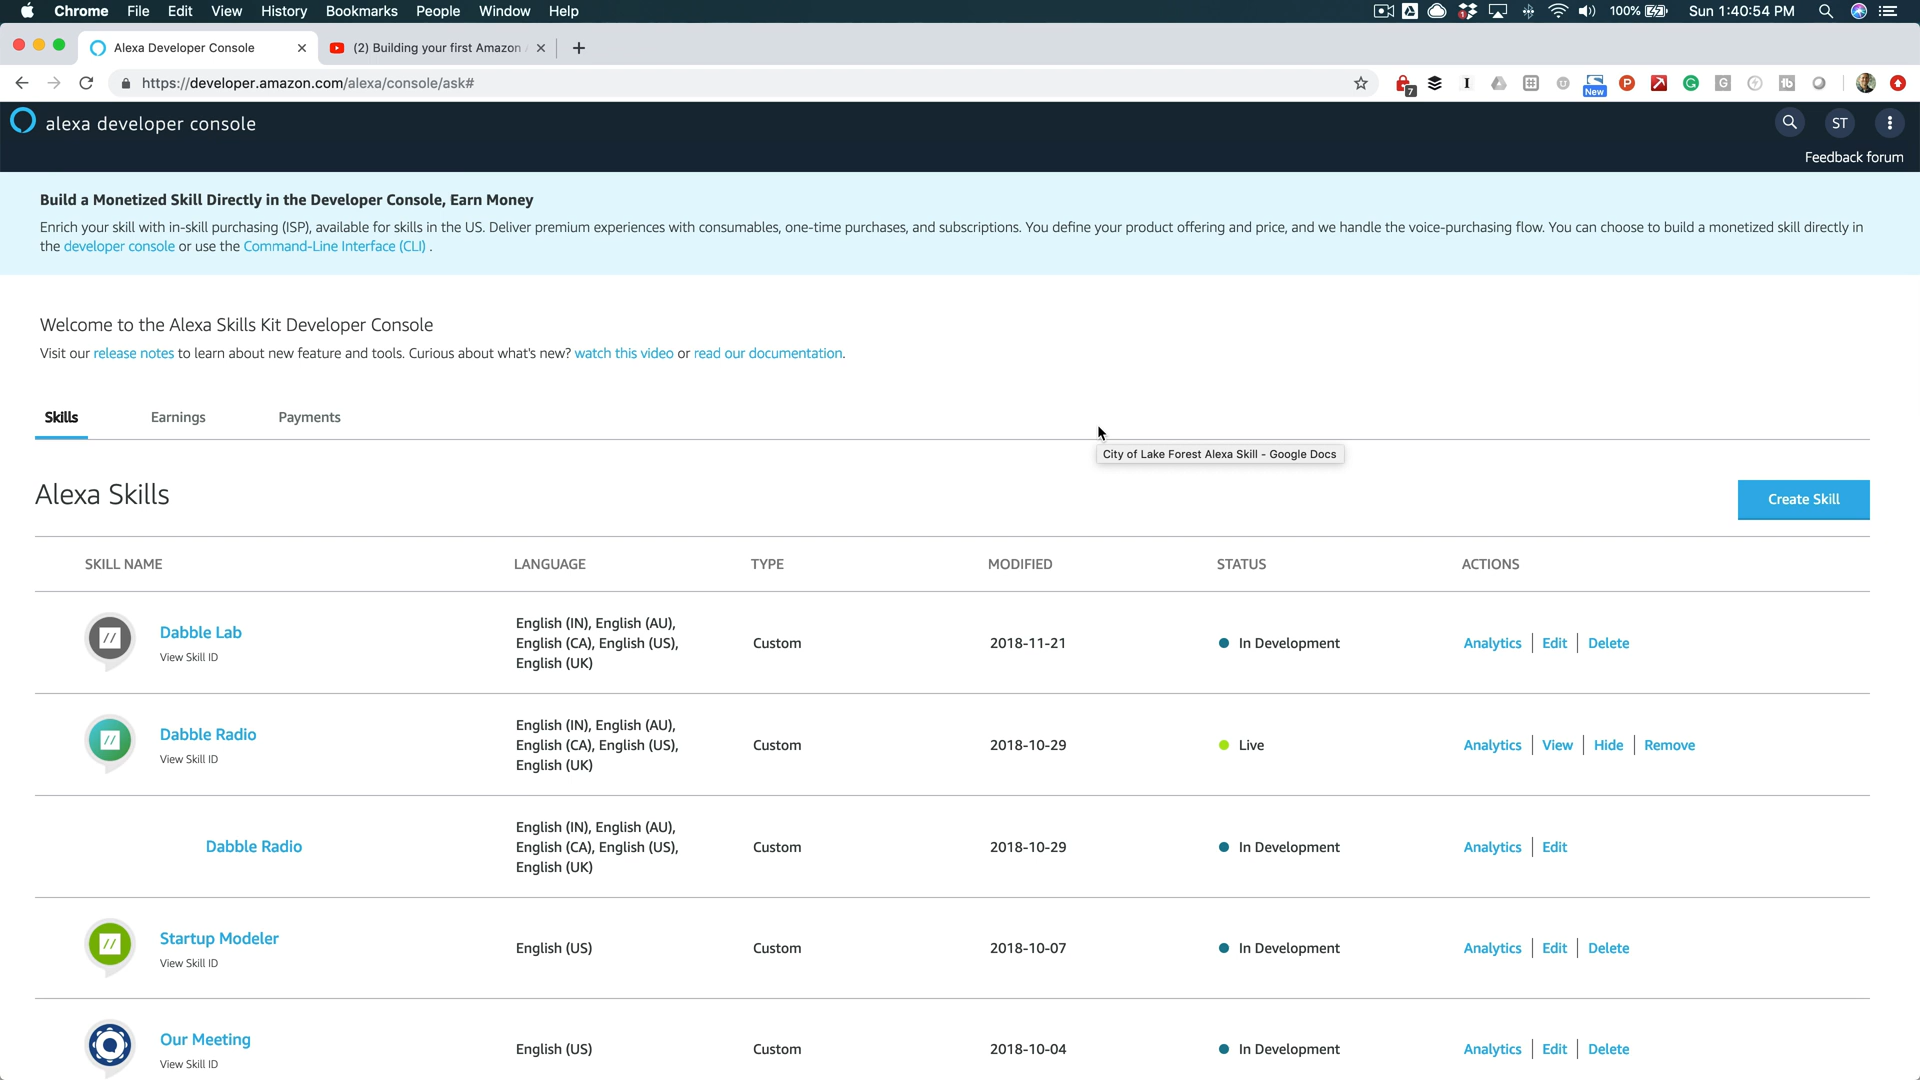 Chrome File Edit View History Bookmarks People Window Help
100% Sun 1:40:54 PM
Alexa Developer Console
(2) Building your first Amazon
https://developer.amazon.com/alexa/console/ask#
7
New
alexa developer console
ST
Feedback forum
Build a Monetized Skill Directly in the Developer Console, Earn Money
Enrich your skill with in-skill purchasing (ISP), available for skills in the US. Deliver premium experiences with consumables, one-time purchases, and subscriptions. You define your product offering and price, and we handle the voice-purchasing flow. You can choose to build a monetized skill directly in
the developer console or use the Command-Line Interface (CLI) .
Welcome to the Alexa Skills Kit Developer Console
Visit our release notes to learn about new feature and tools. Curious about what's new? watch this video or read our documentation.
Skills Earnings Payments
City of Lake Forest Alexa Skill - Google Docs
Alexa Skills
Create Skill
SKILL NAME LANGUAGE TYPE MODIFIED STATUS ACTIONS
Dabble Lab
View Skill ID
English (IN), English (AU),
English (CA), English (US),
English (UK)
Custom 2018-11-21 In Development Analytics Edit Delete
Dabble Radio
View Skill ID
English (IN), English (AU),
English (CA), English (US),
English (UK)
Custom 2018-10-29 Live Analytics View Hide Remove
Dabble Radio
English (IN), English (AU),
English (CA), English (US),
English (UK)
Custom 2018-10-29 In Development Analytics Edit
Startup Modeler
View Skill ID
English (US) Custom 2018-10-07 In Development Analytics Edit Delete
Our Meeting
View Skill ID
English (US) Custom 2018-10-04 In Development Analytics Edit Delete